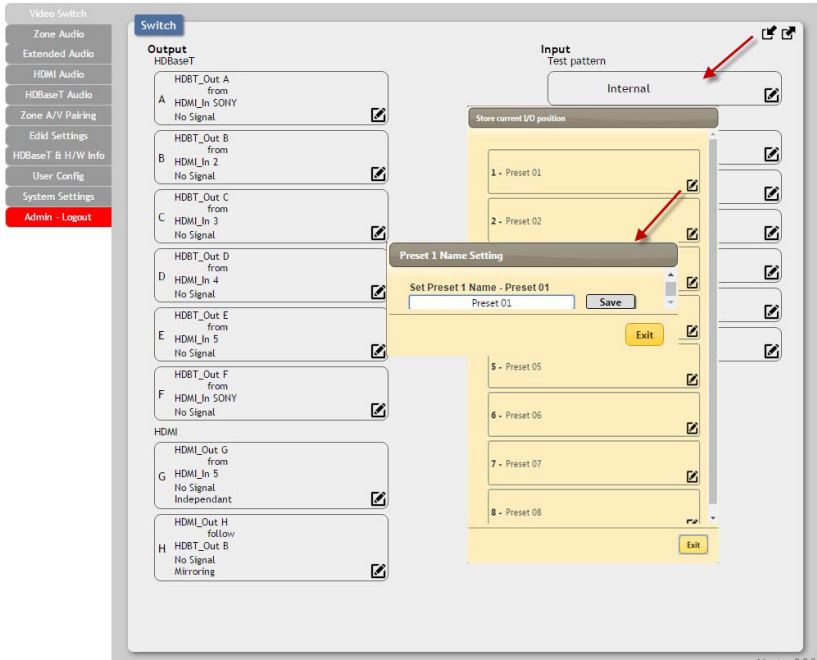 Video Switch
Zone Audio
Extended Audio
HDMI Audio
HDBaseT Audio
Zone A/V Pairing
Edid Settings
HDBaseT & H/W Info
User Config
System Settings
Admin - Logout
Switch
Output
HDBaseT
HDBT_Out A
from
A
HDMI_In SONY
No Signal
HDBT_Out B
from
B
HDMI_In 2
No Signal
HDBT_Out C
from
C
HDMI_In 3
No Signal
HDBT_Out D
from
D
HDMI_In 4
No Signal
HDBT_Out E
from
E
HDMI_In 5
No Signal
HDBT_Out F
from
F
HDMI_In SONY
No Signal
HDMI
HDMI_Out G
from
G
HDMI_In 5
No Signal
Independant
HDMI_Out H
follow
H
HDBT_Out B
No Signal
Mirroring
Input
Test pattern
Internal
Store current I/O position
1 - Preset 01
2 - Preset 02
Preset 1 Name Setting
Set Preset 1 Name - Preset 01
Preset 01
Save
Exit
5 - Preset 05
6 - Preset 06
7 - Preset 07
8 - Preset 08
Exit